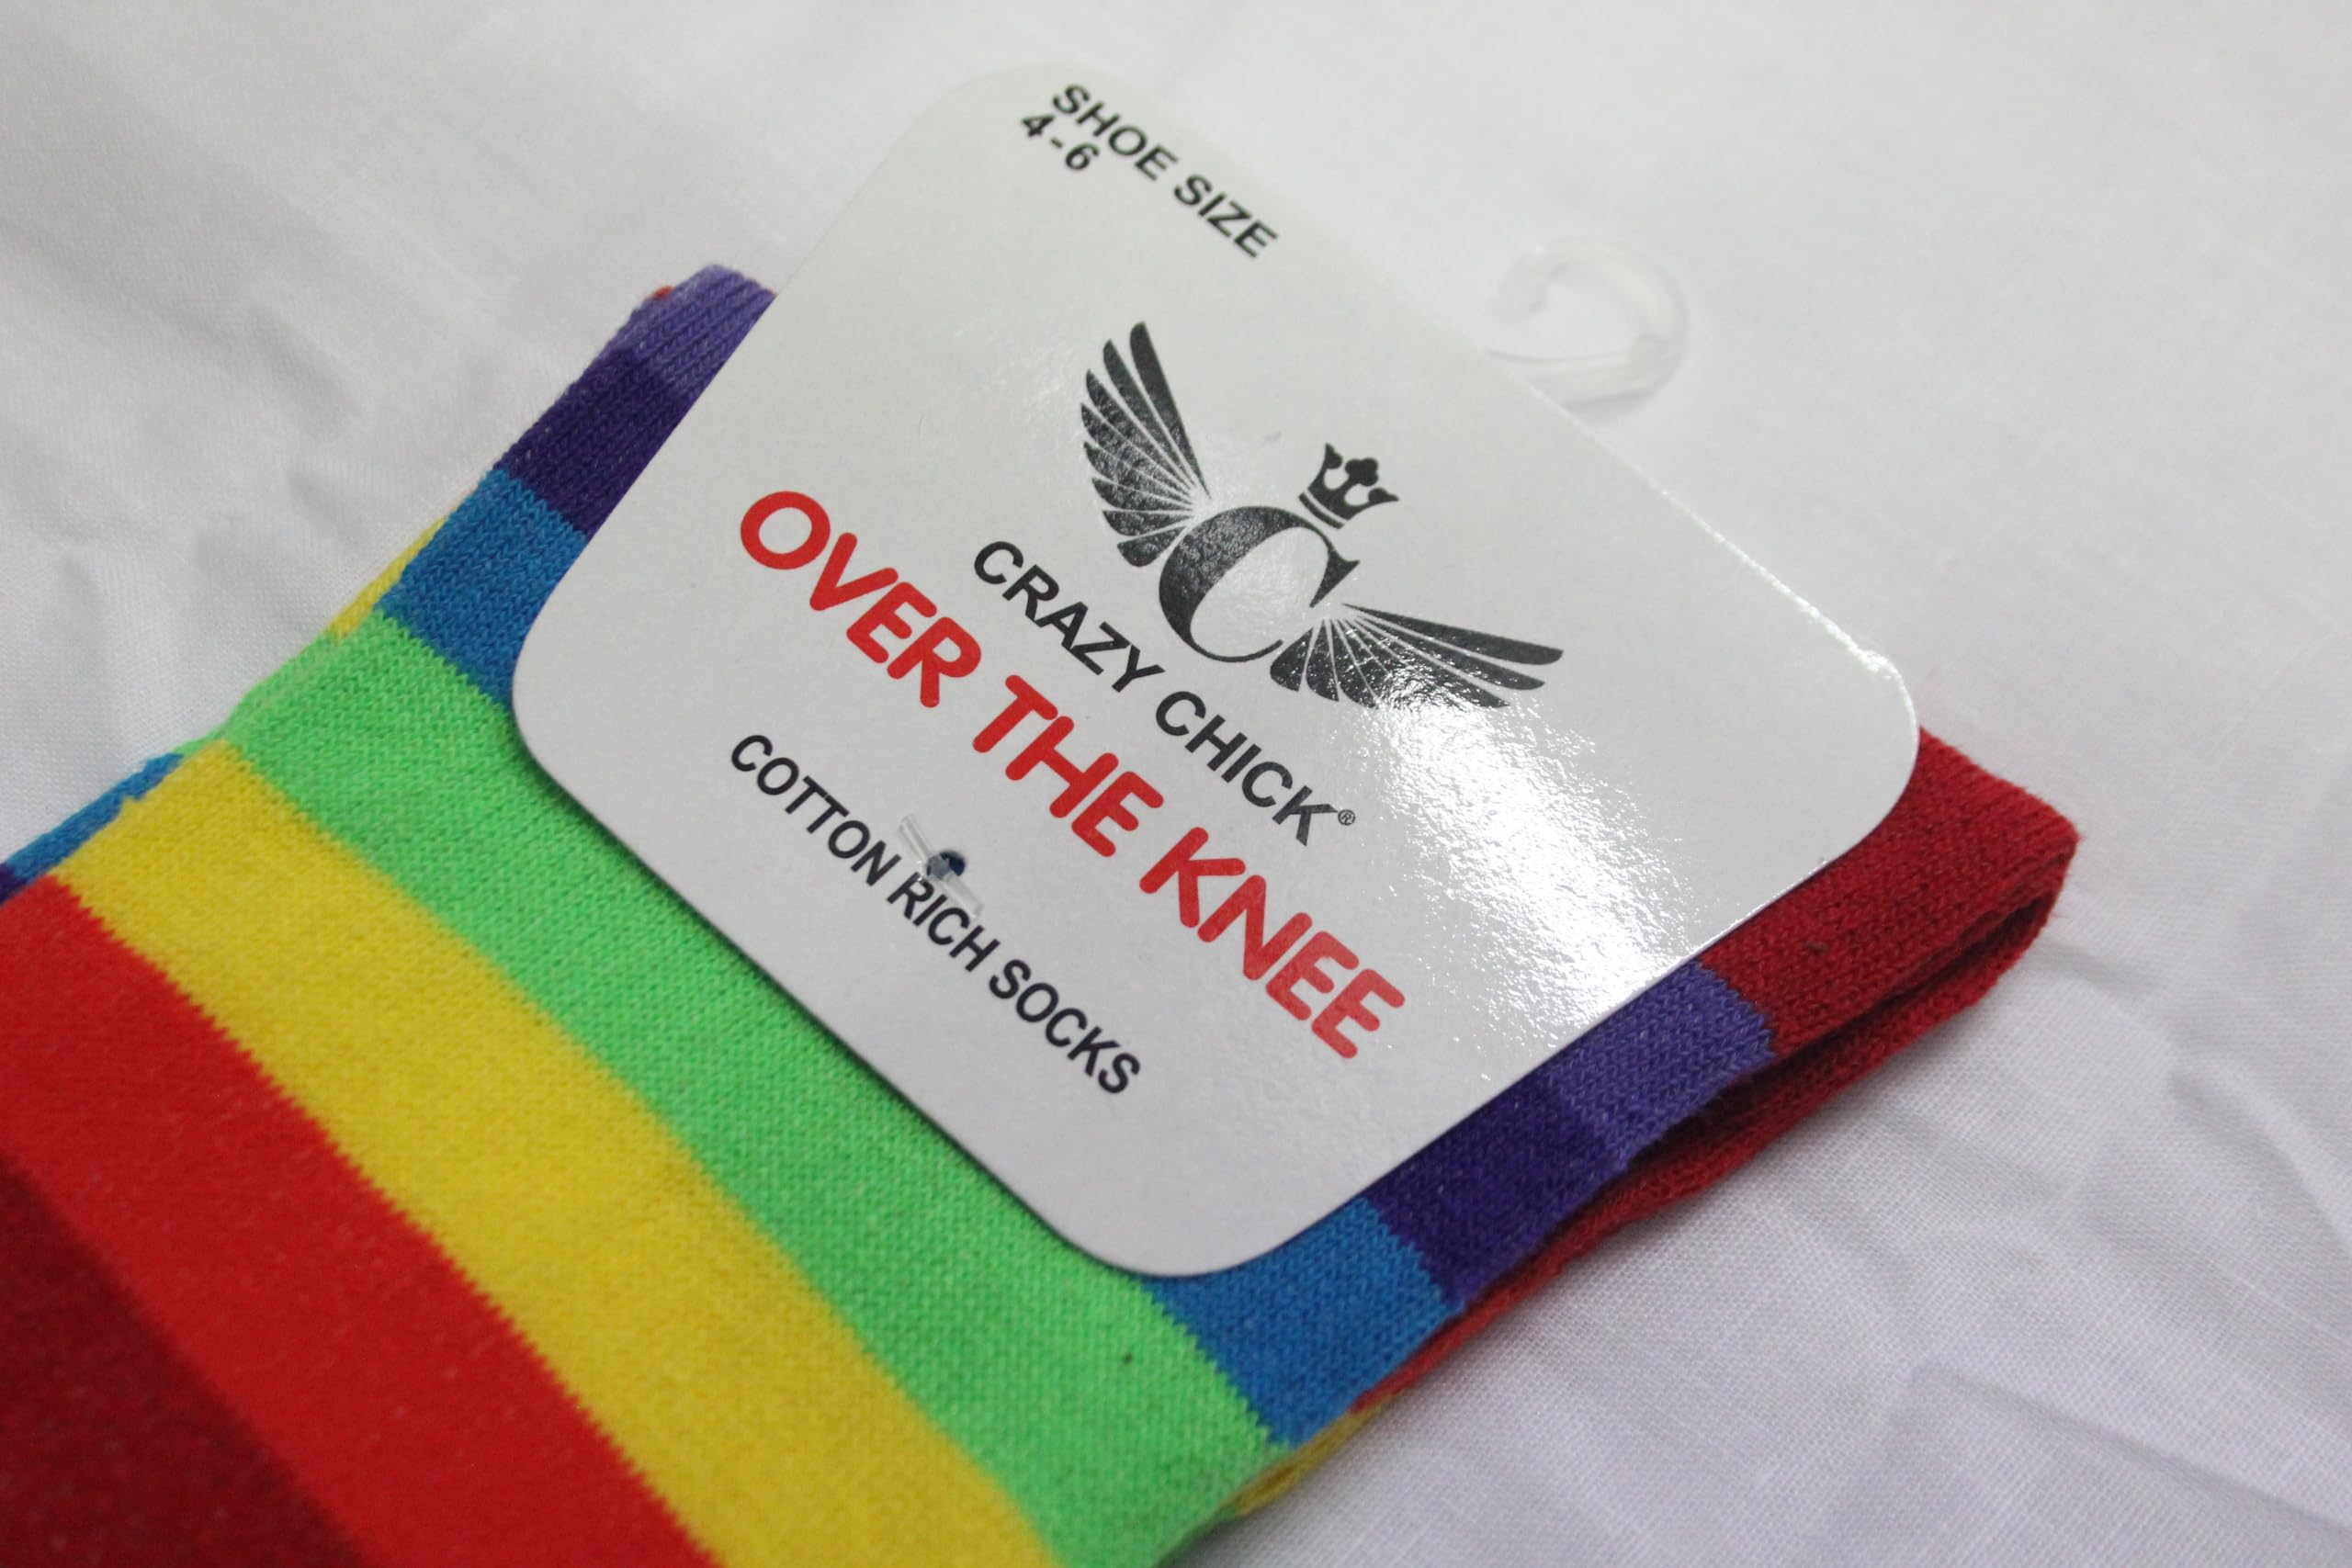 SHOE SIZE
4-6
C
CRAZY CHICK®
OVER THE KNEE
COTTON RICH SOCKS